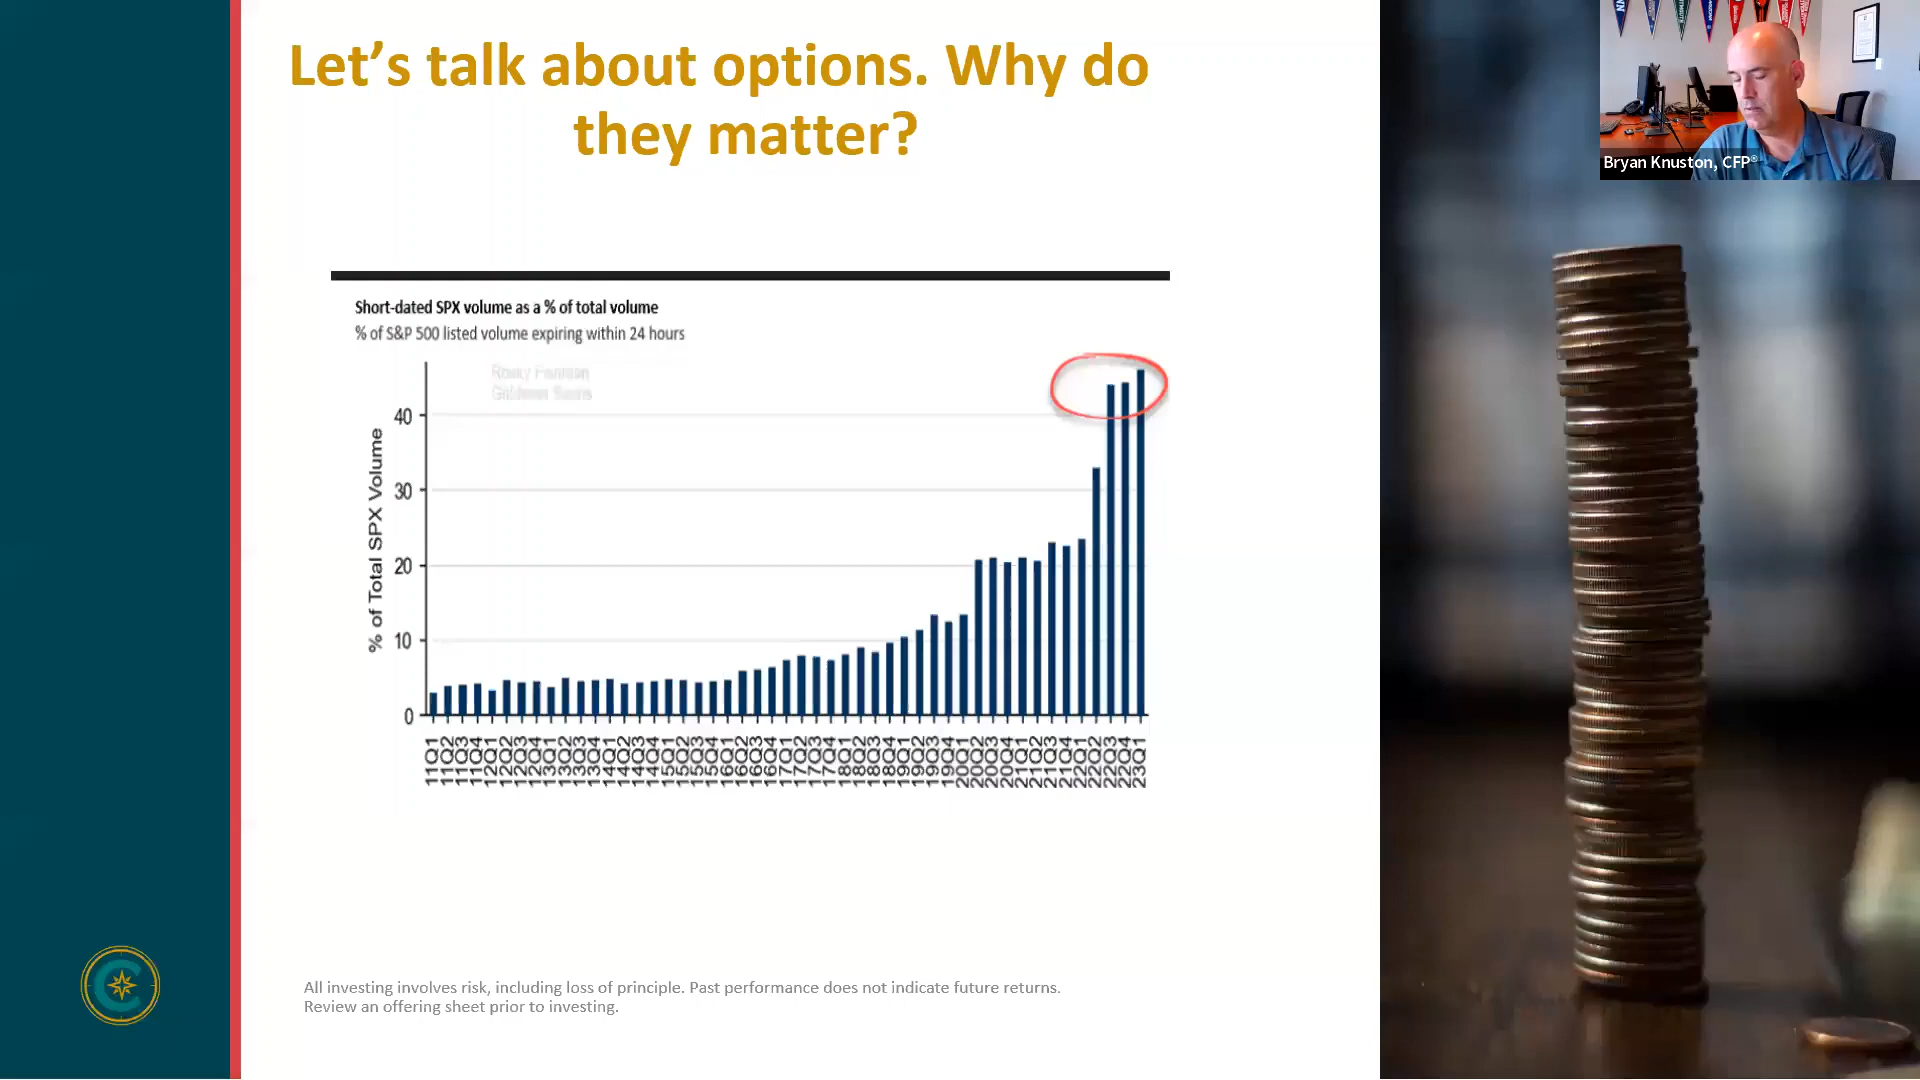 Let’s talk about options. Why do
they matter?
Bryan Knuston, CFP®
Short-dated SPX volume as a % of total volume
% of S&P 500 listed volume expiring within 24 hours
Goldman Sachs
% of Total SPX Volume
40
30
20
10
0
11Q1
11Q2
11Q3
11Q4
12Q1
12Q2
12Q3
12Q4
13Q1
13Q2
13Q3
13Q4
14Q1
14Q2
14Q3
14Q4
15Q1
15Q2
15Q3
15Q4
16Q1
16Q2
16Q3
16Q4
17Q1
17Q2
17Q3
17Q4
18Q1
18Q2
18Q3
18Q4
19Q1
19Q2
19Q3
19Q4
20Q1
20Q2
20Q3
20Q4
21Q1
21Q2
21Q3
21Q4
22Q1
22Q2
22Q3
22Q4
23Q1
All investing involves risk, including loss of principle. Past performance does not indicate future returns.
Review an offering sheet prior to investing.